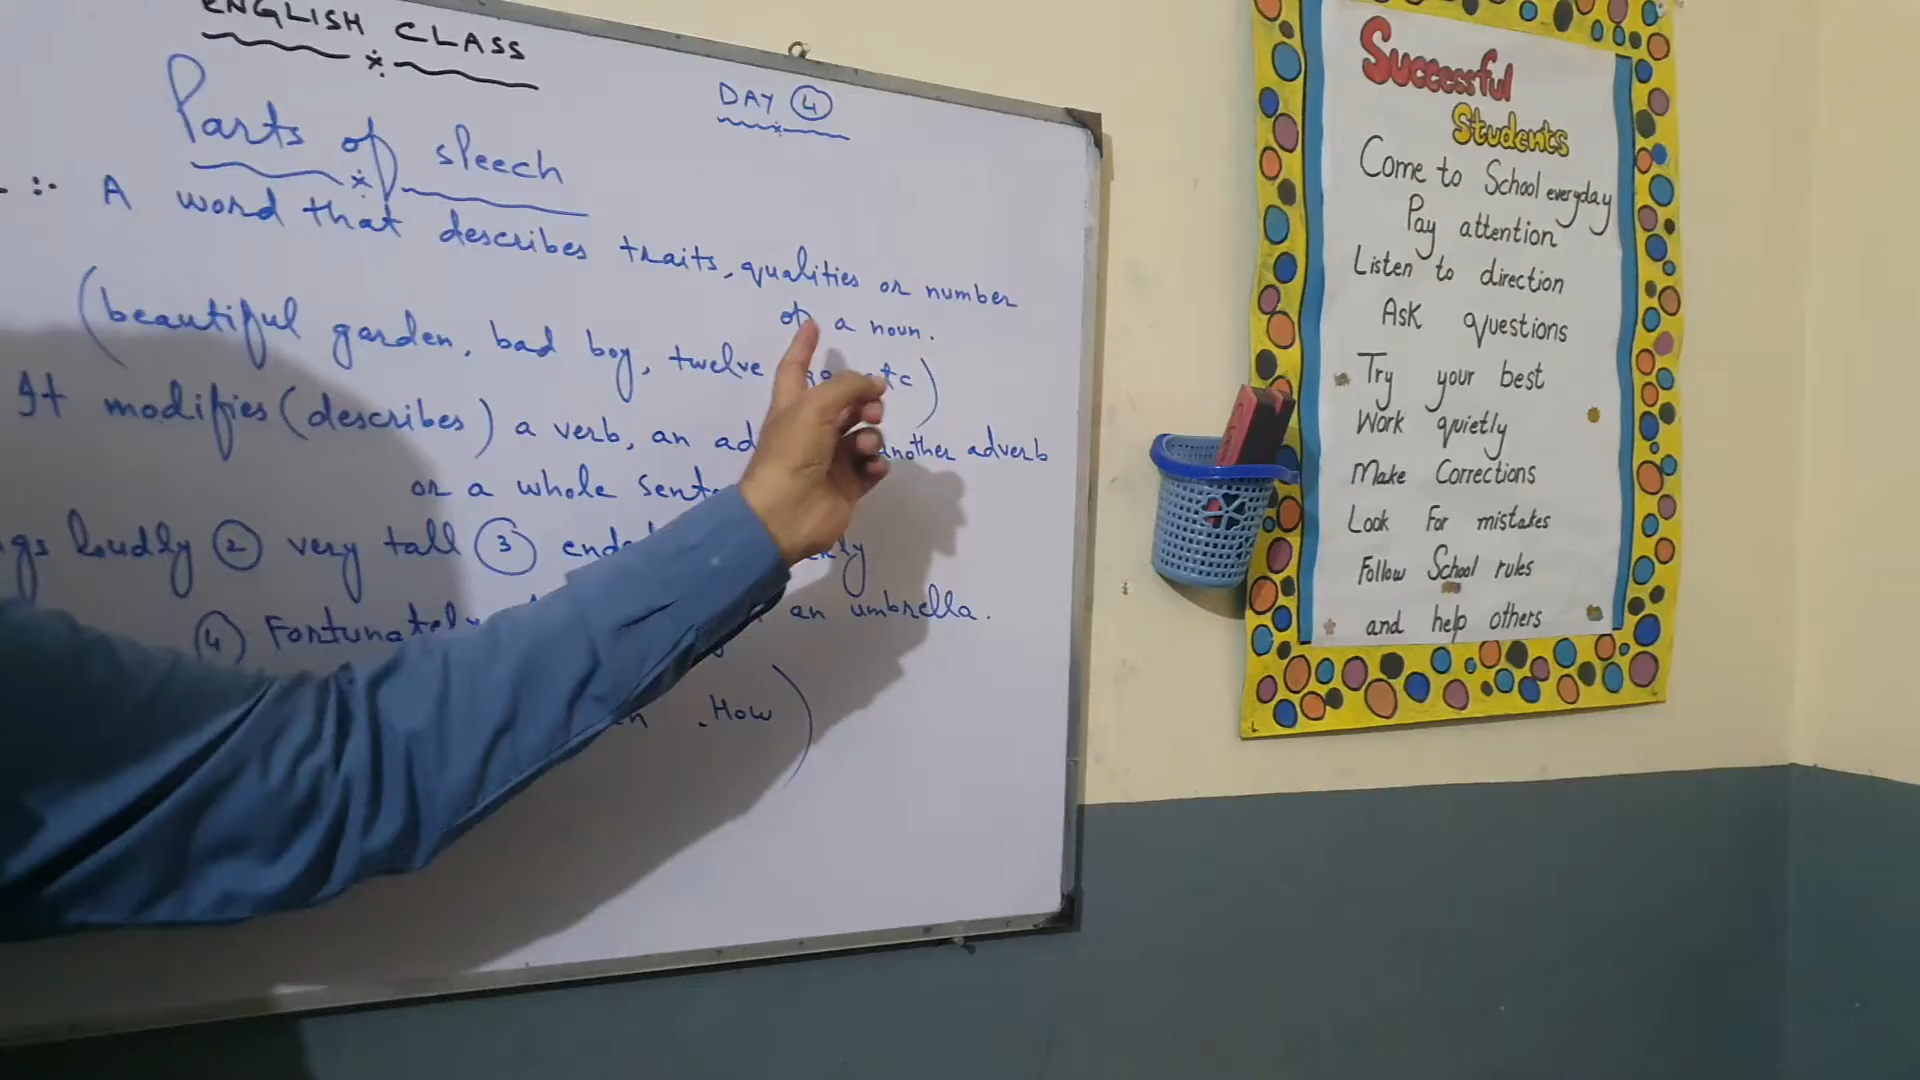 ENGLISH CLASS
DAY 4
Parts of speech
:- A word that describes traits, qualities or number
of a noun.
(beautiful garden, bad boy, twelve etc)
It modifies (describes) a verb, an another adverb
or a whole
loudly ② very tall ③
④ Fortunately an umbrella.
. How )
Successful
Students
Come to School everyday
Pay attention
Listen to direction
Ask questions
Try your best
Work quietly
Make Corrections
Look For mistakes
Follow School rules
and help others